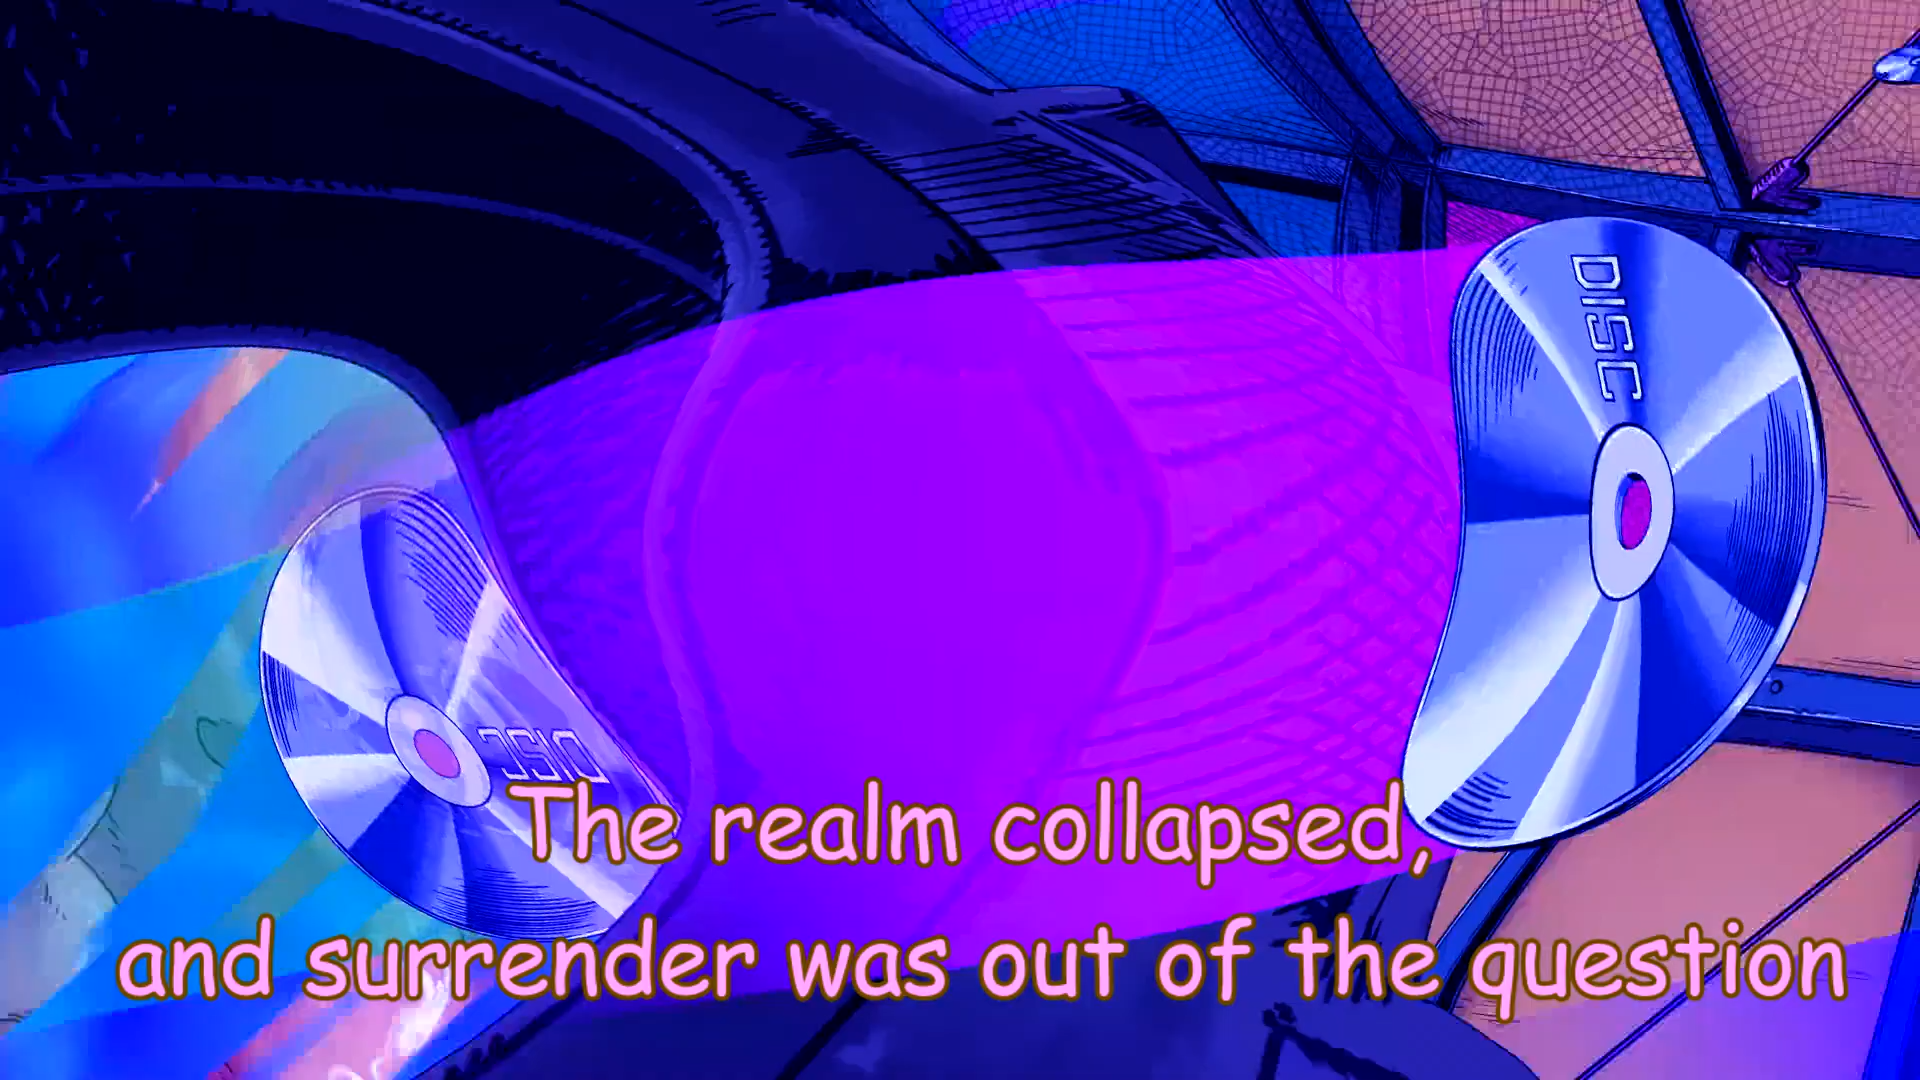 DISC
DISC
The realm collapsed,
and surrender was out of the question